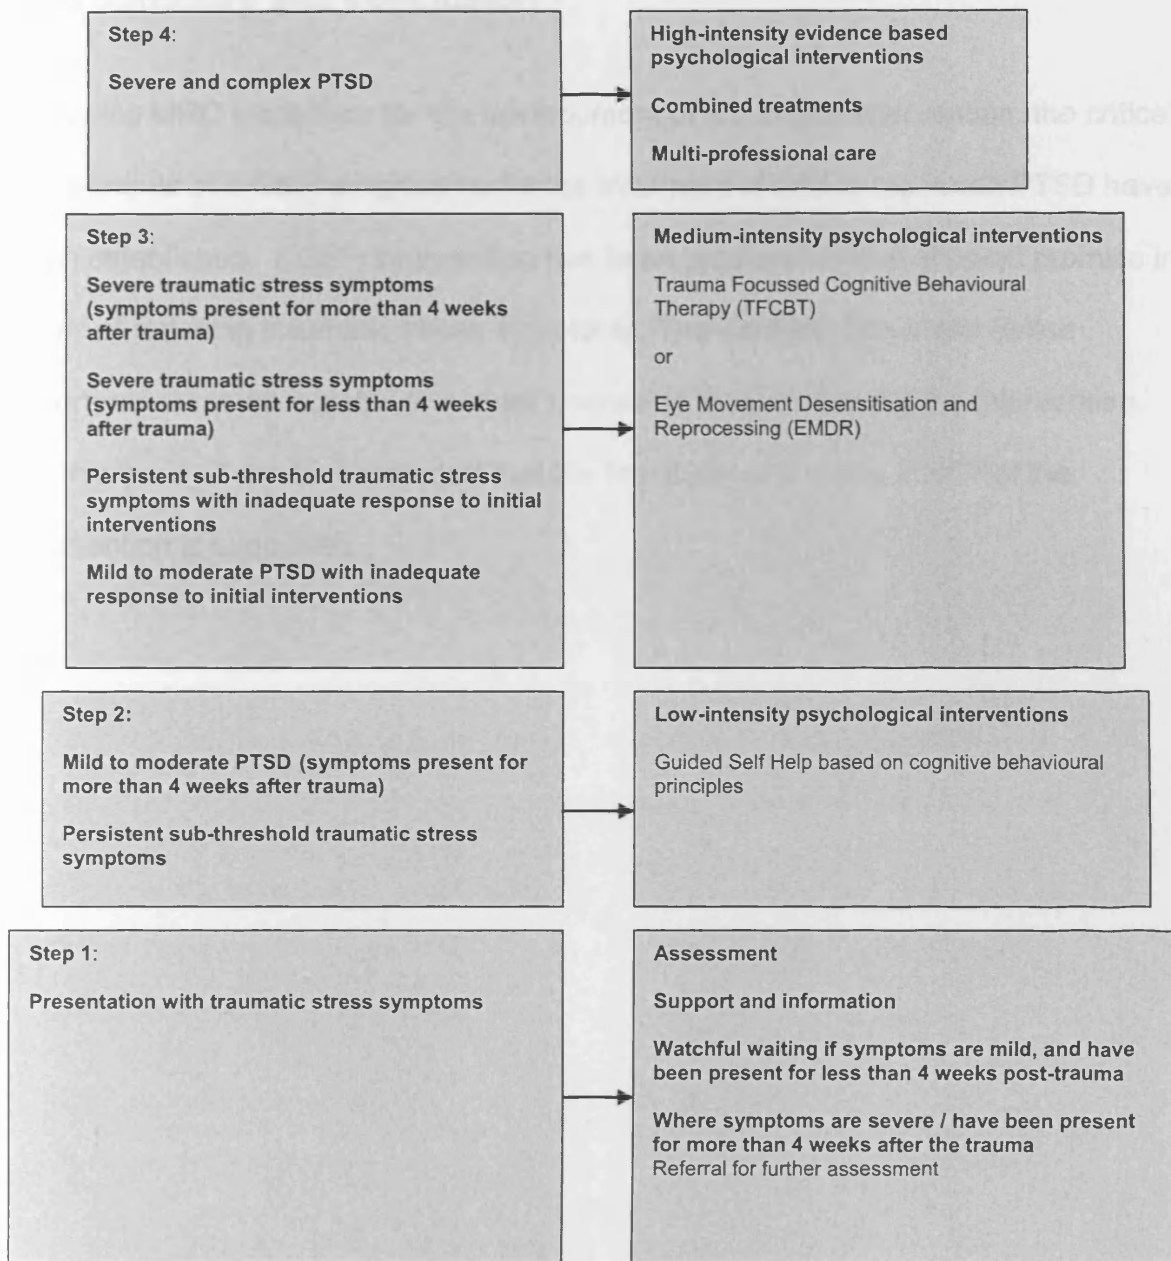 Step 4:
Severe and complex PTSD
High-intensity evidence based
psychological interventions
Combined treatments
Multi-professional care
Step 3:
Severe traumatic stress symptoms
(symptoms present for more than 4 weeks
after trauma)
Severe traumatic stress symptoms
(symptoms present for less than 4 weeks
after trauma)
Persistent sub-threshold traumatic stress
symptoms with inadequate response to initial
interventions
Mild to moderate PTSD with inadequate
response to initial interventions
Medium-intensity psychological interventions
Trauma Focussed Cognitive Behavioural
Therapy (TFCBT)
or
Eye Movement Desensitisation and
Reprocessing (EMDR)
Step 2:
Mild to moderate PTSD (symptoms present for
more than 4 weeks after trauma)
Persistent sub-threshold traumatic stress
symptoms
Low-intensity psychological interventions
Guided Self Help based on cognitive behavioural
principles
Step 1:
Presentation with traumatic stress symptoms
Assessment
Support and information
Watchful waiting if symptoms are mild, and have
been present for less than 4 weeks post-trauma
Where symptoms are severe / have been present
for more than 4 weeks after the trauma
Referral for further assessment